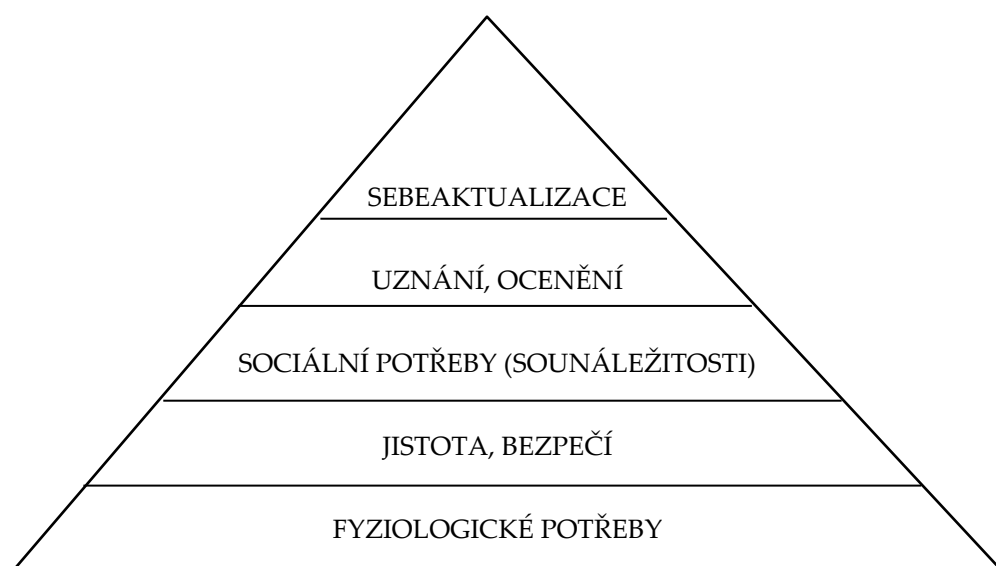 SEBEAKTUALIZACE
UZNÁNÍ, OCENĚNÍ
SOCIÁLNÍ POTŘEBY (SOUNÁLEŽITOSTI)
JISTOTA, BEZPEČÍ
FYZIOLOGICKÉ POTŘEBY